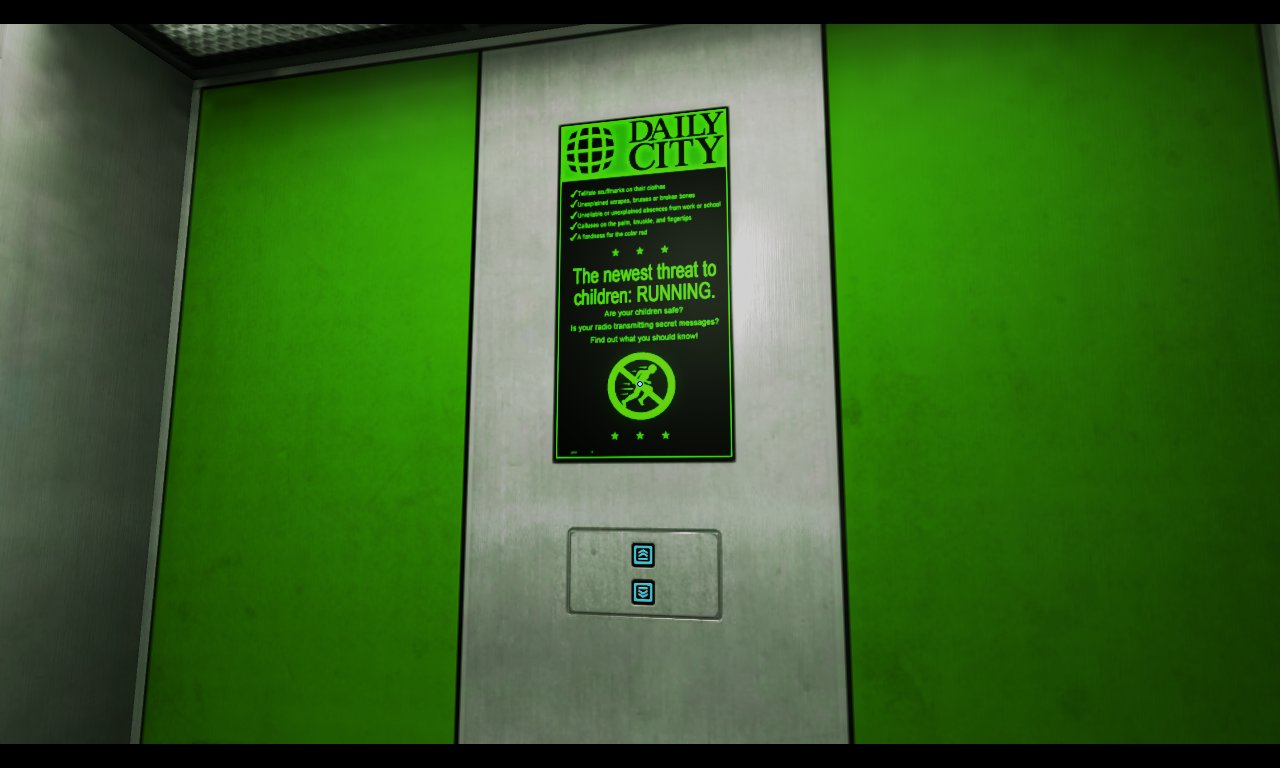 DAILY
CITY
Telltale scuffmarks on their clothes
Unexplained scrapes, bruises or broken bones
Unreliable or unexplained absences from work or school
Calluses on the palm, knuckle, and fingertips
A fondness for the color red
The newest threat to
children: RUNNING.
Are your children safe?
Is your radio transmitting secret messages?
Find out what you should know!